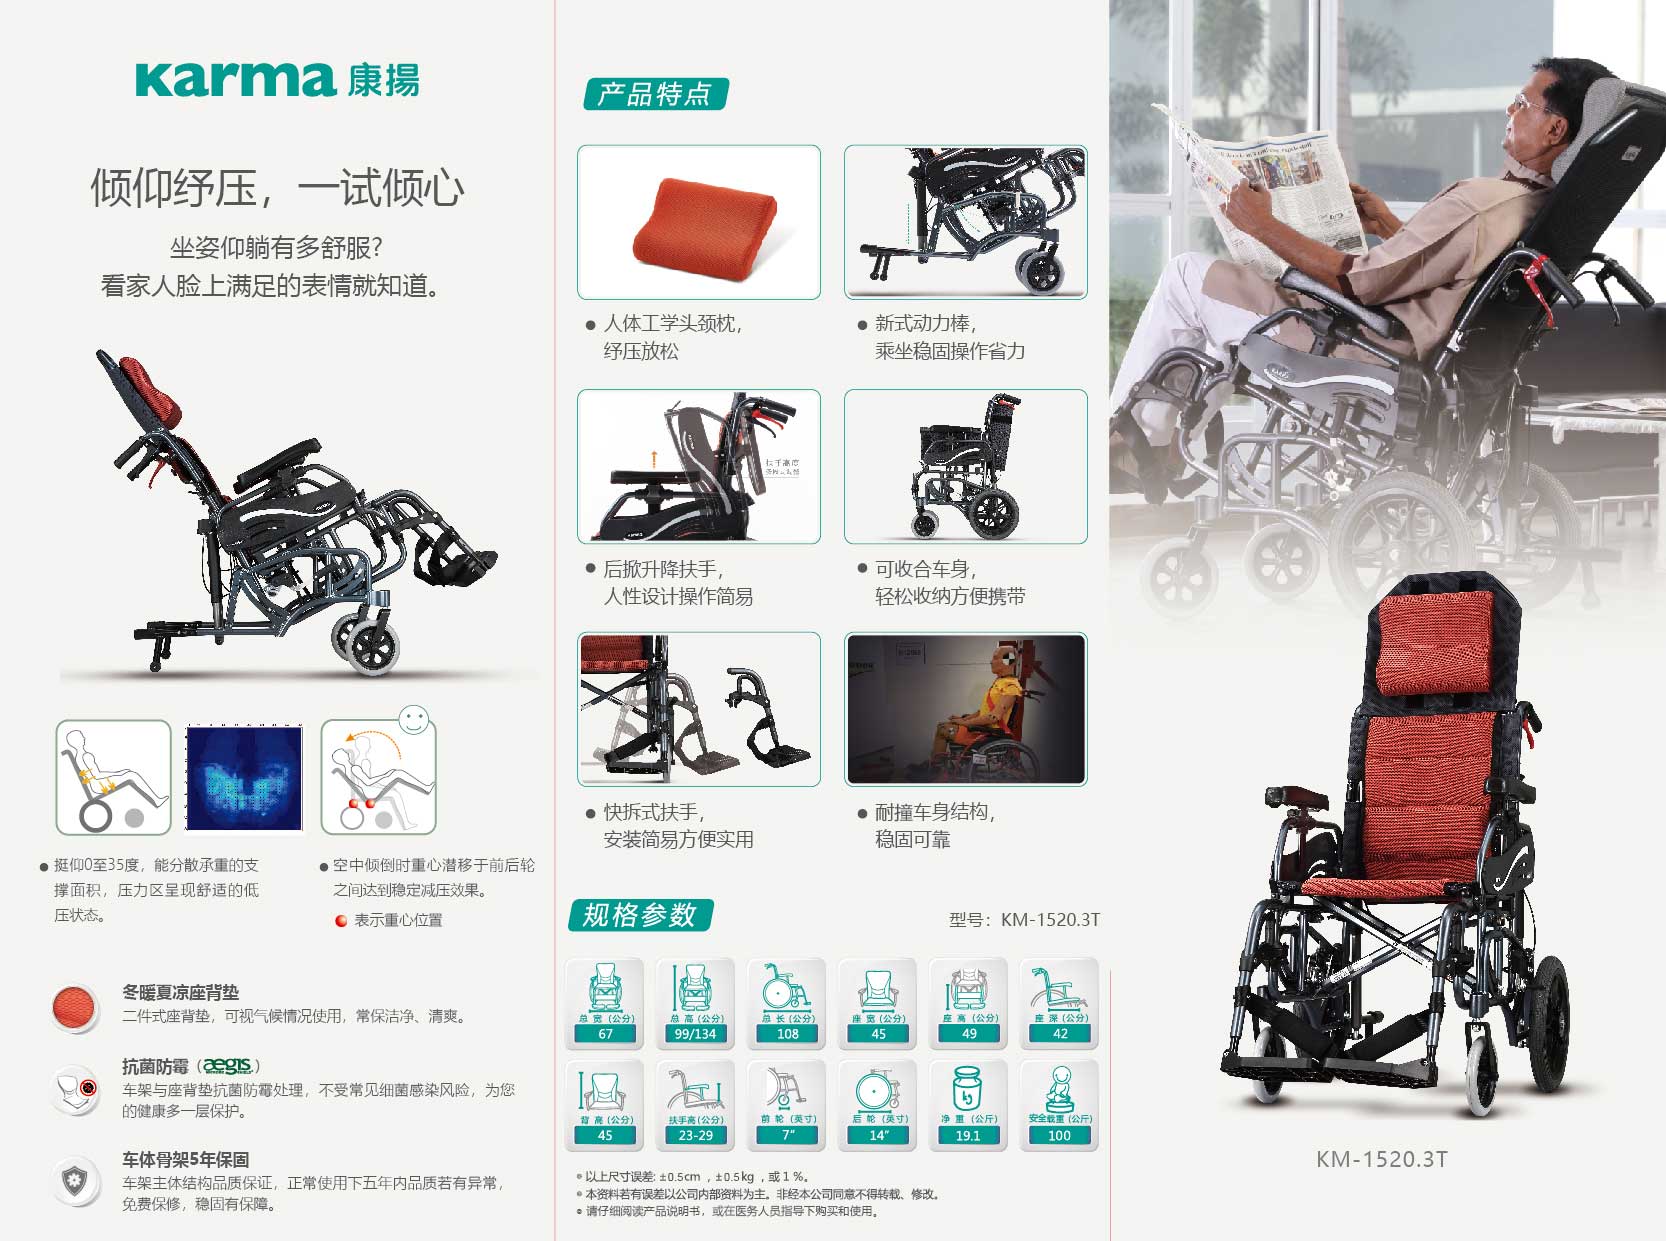 Karma 康揚
倾仰纾压，一试倾心
坐姿仰躺有多舒服?
看家人脸上满足的表情就知道。
● 挺仰0至35度，能分散承重的支
撑面积，压力区呈现舒适的低
压状态。
● 空中倾倒时重心潜移于前后轮
之间达到稳定减压效果。
表示重心位置
冬暖夏凉座背垫
二件式座背垫，可视气候情况使用，常保洁净、清爽。
抗菌防霉（aegis）
车架与座背垫抗菌防霉处理，不受常见细菌感染风险，为您
的健康多一层保护。
车体骨架5年保固
车架主体结构品质保证，正常使用下五年内品质若有异常，
免费保修，稳固有保障。
产品特点
● 人体工学头颈枕，
纾压放松
● 新式动力棒，
乘坐稳固操作省力
扶手高度
● 后掀升降扶手，
人性设计操作简易
● 可收合车身，
轻松收纳方便携带
● 快拆式扶手，
安装简易方便实用
● 耐撞车身结构，
稳固可靠
规格参数
型号：KM-1520.3T
总 宽 (公分)
67
总 高 (公分)
99/134
总 长 (公分)
108
座 宽 (公分)
45
座 高 (公分)
49
座 深 (公分)
42
背 高 (公分)
45
扶手高(公分)
23-29
前 轮 (英寸)
7"
后 轮 (英寸)
14"
kg
净 重 (公斤)
19.1
安全载重 (公斤)
100
● 以上尺寸误差: ±0.5cm ，±0.5kg ，或 1 %。
● 本资料若有误差以公司内部资料为主。非经本公司同意不得转载、修改。
● 请仔细阅读产品说明书，或在医务人员指导下购买和使用。
KM-1520.3T